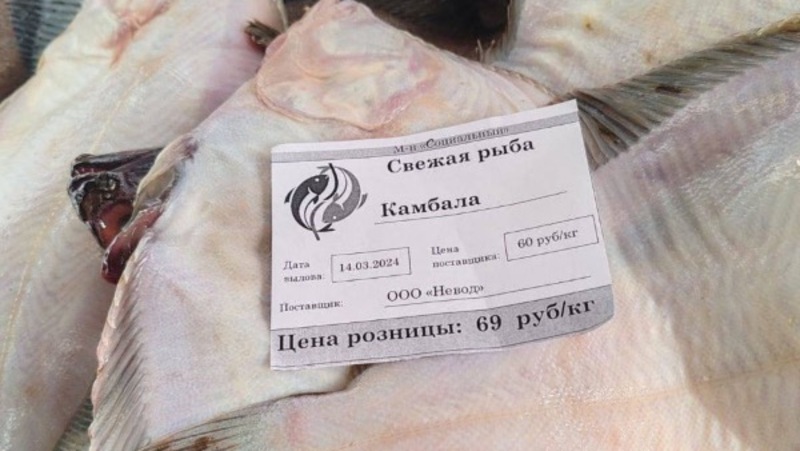 М-н «Социальный»
Свежая рыба
Камбала
Дата вылова: 14.03.2024
Цена поставщика: 60 руб/кг
Поставщик: ООО «Невод»
Цена розницы: 69 руб/кг